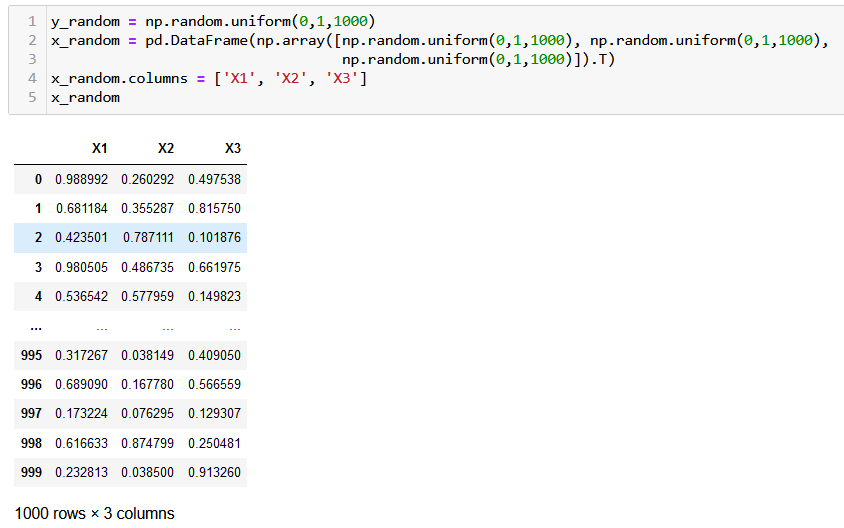 1 y_random = np.random.uniform(0,1,1000)
2 x_random = pd.DataFrame(np.array([np.random.uniform(0,1,1000), np.random.uniform(0,1,1000),
3 np.random.uniform(0,1,1000)]).T)
4 x_random.columns = ['X1', 'X2', 'X3']
5 x_random
X1 X2 X3
0 0.988992 0.260292 0.497538
1 0.681184 0.355287 0.815750
2 0.423501 0.787111 0.101876
3 0.980505 0.486735 0.661975
4 0.536542 0.577959 0.149823
... ... ... ...
995 0.317267 0.038149 0.409050
996 0.689090 0.167780 0.566559
997 0.173224 0.076295 0.129307
998 0.616633 0.874799 0.250481
999 0.232813 0.038500 0.913260
1000 rows × 3 columns